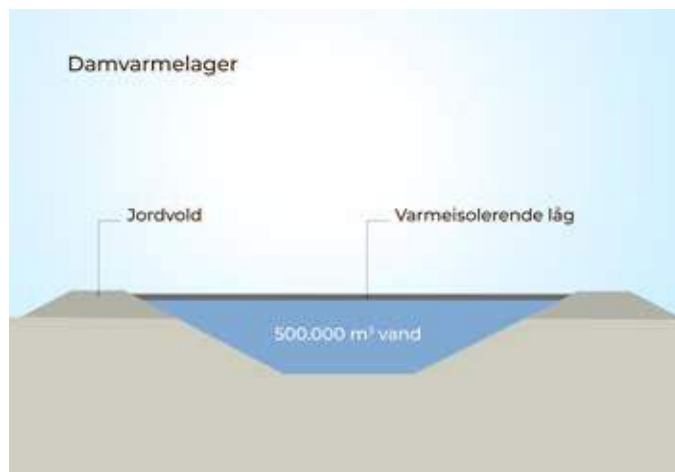 Damvarmelager
Jordvold
Varmeisolerende låg
500.000 m³ vand